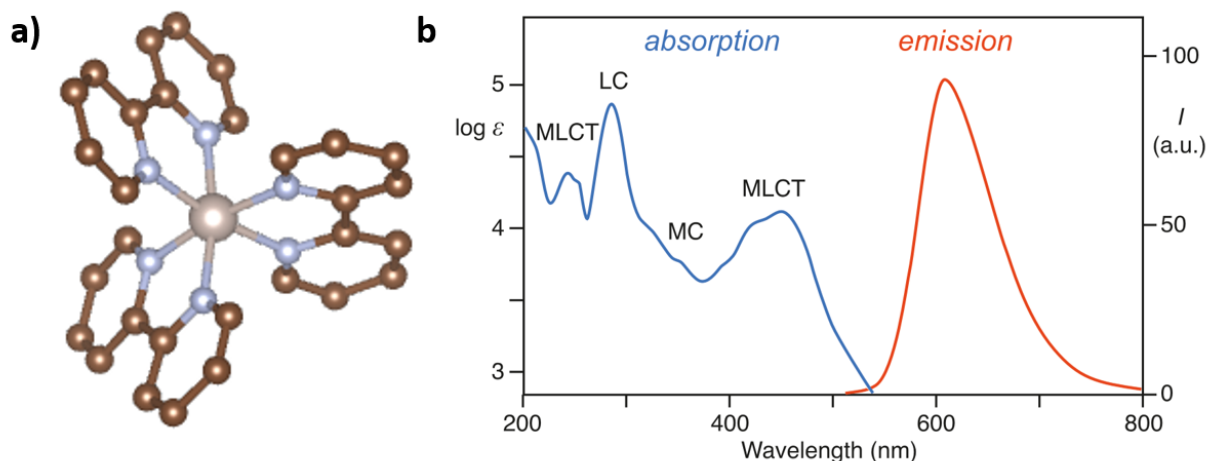 a)
b
absorption
emission
LC
MLCT
MLCT
MC
5
log ε
4
3
100
I
(a.u.)
50
0
200
400
600
800
Wavelength (nm)